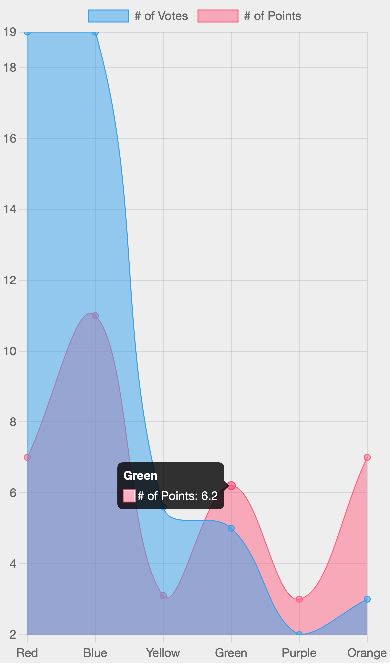 # of Votes # of Points
19
18
16
14
12
10
8
Green
# of Points: 6.2
6
4
2
Red Blue Yellow Green Purple Orange